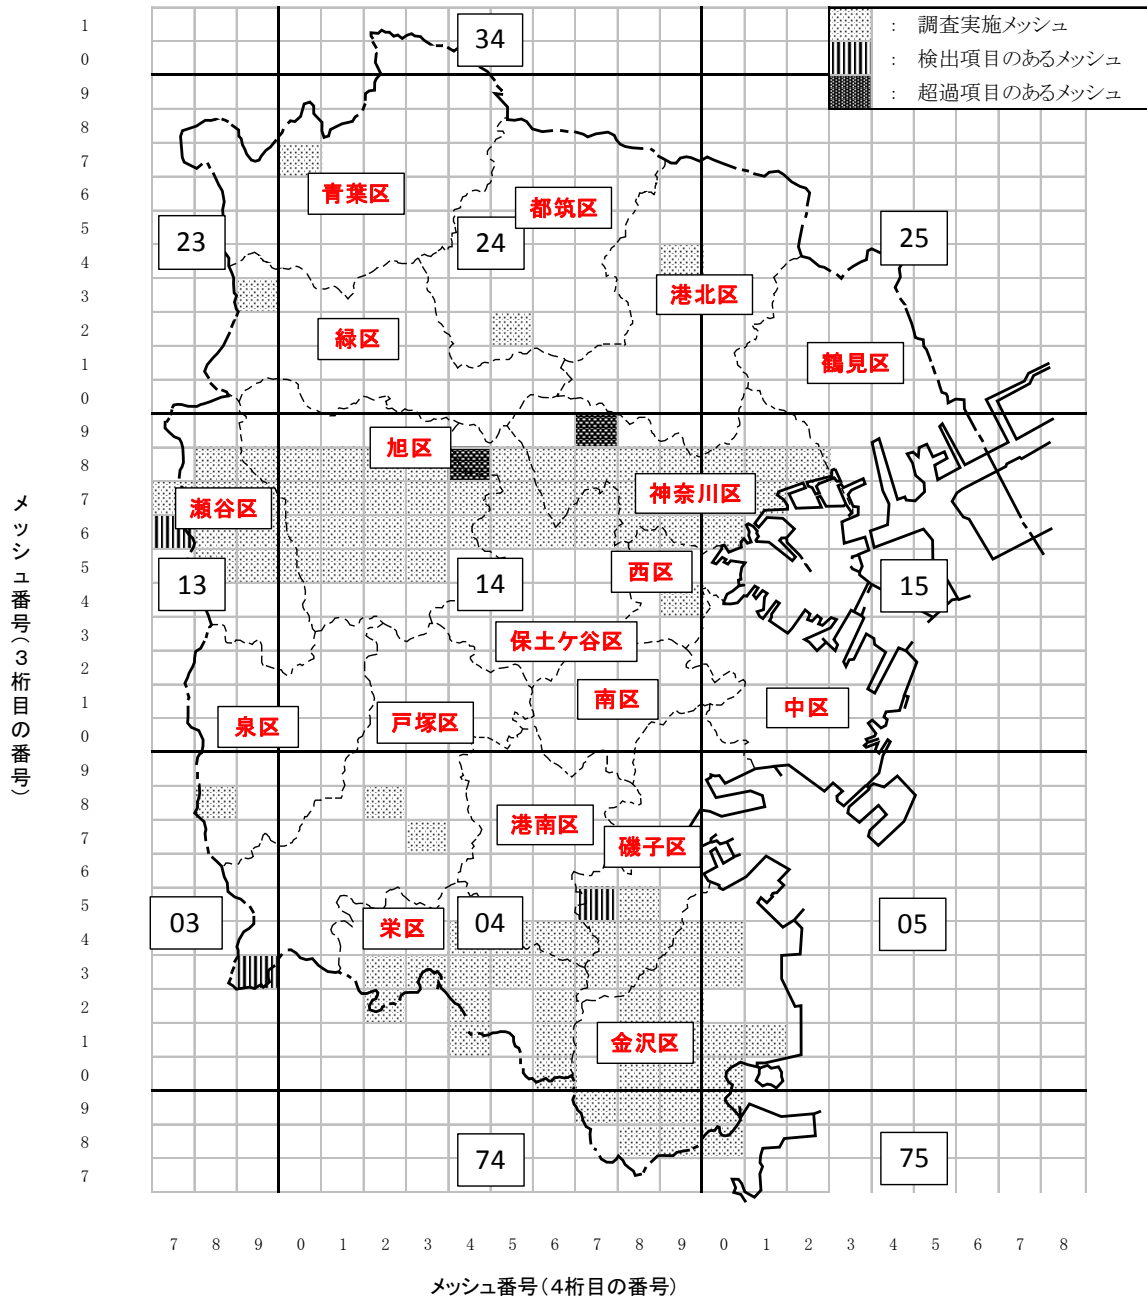 ： 調査実施メッシュ
： 検出項目のあるメッシュ
： 超過項目のあるメッシュ
1
34
0
9
8
7
青葉区
6
都筑区
5
23
24
25
4
3
港北区
2
緑区
1
鶴見区
0
9
旭区
8
7
瀬谷区
神奈川区
6
西区
5
13
14
15
4
3
保土ケ谷区
2
南区
1
中区
泉区
戸塚区
0
9
8
港南区
7
磯子区
6
5
03
栄区
04
05
4
3
2
1
金沢区
0
9
8
74
75
7
メッシュ番号（３桁目の番号）
7 8 9 0 1 2 3 4 5 6 7 8 9 0 1 2 3 4 5 6 7 8
メッシュ番号（４桁目の番号）